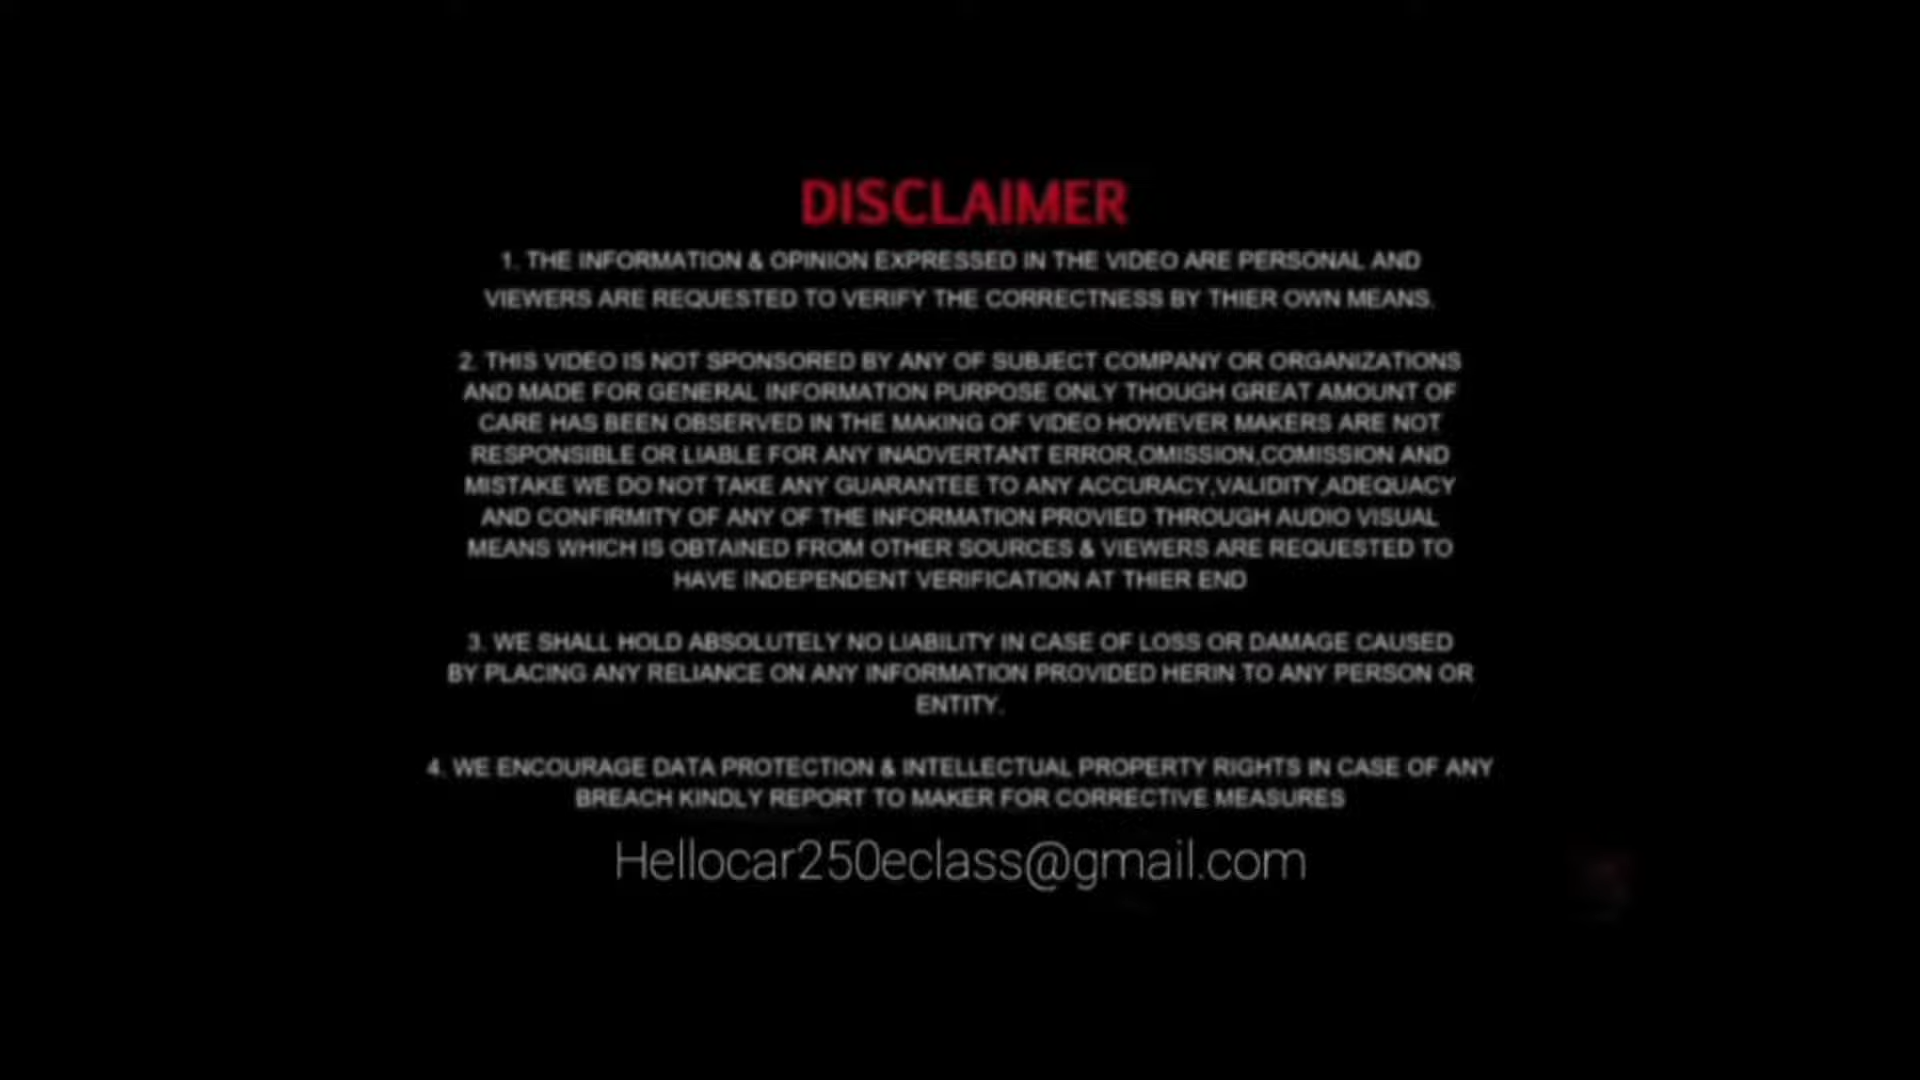 DISCLAIMER
1. THE INFORMATION & OPINION EXPRESSED IN THE VIDEO ARE PERSONAL AND
VIEWERS ARE REQUESTED TO VERIFY THE CORRECTNESS BY THIER OWN MEANS.
2. THIS VIDEO IS NOT SPONSORED BY ANY OF SUBJECT COMPANY OR ORGANIZATIONS
AND MADE FOR GENERAL INFORMATION PURPOSE ONLY THOUGH GREAT AMOUNT OF
CARE HAS BEEN OBSERVED IN THE MAKING OF VIDEO HOWEVER MAKERS ARE NOT
RESPONSIBLE OR LIABLE FOR ANY INADVERTANT ERROR,OMISSION,COMISSION AND
MISTAKE WE DO NOT TAKE ANY GUARANTEE TO ANY ACCURACY,VALIDITY,ADEQUACY
AND CONFIRMITY OF ANY OF THE INFORMATION PROVIED THROUGH AUDIO VISUAL
MEANS WHICH IS OBTAINED FROM OTHER SOURCES & VIEWERS ARE REQUESTED TO
HAVE INDEPENDENT VERIFICATION AT THIER END
3. WE SHALL HOLD ABSOLUTELY NO LIABILITY IN CASE OF LOSS OR DAMAGE CAUSED
BY PLACING ANY RELIANCE ON ANY INFORMATION PROVIDED HERIN TO ANY PERSON OR
ENTITY.
4. WE ENCOURAGE DATA PROTECTION & INTELLECTUAL PROPERTY RIGHTS IN CASE OF ANY
BREACH KINDLY REPORT TO MAKER FOR CORRECTIVE MEASURES
Hellocar250eclass@gmail.com